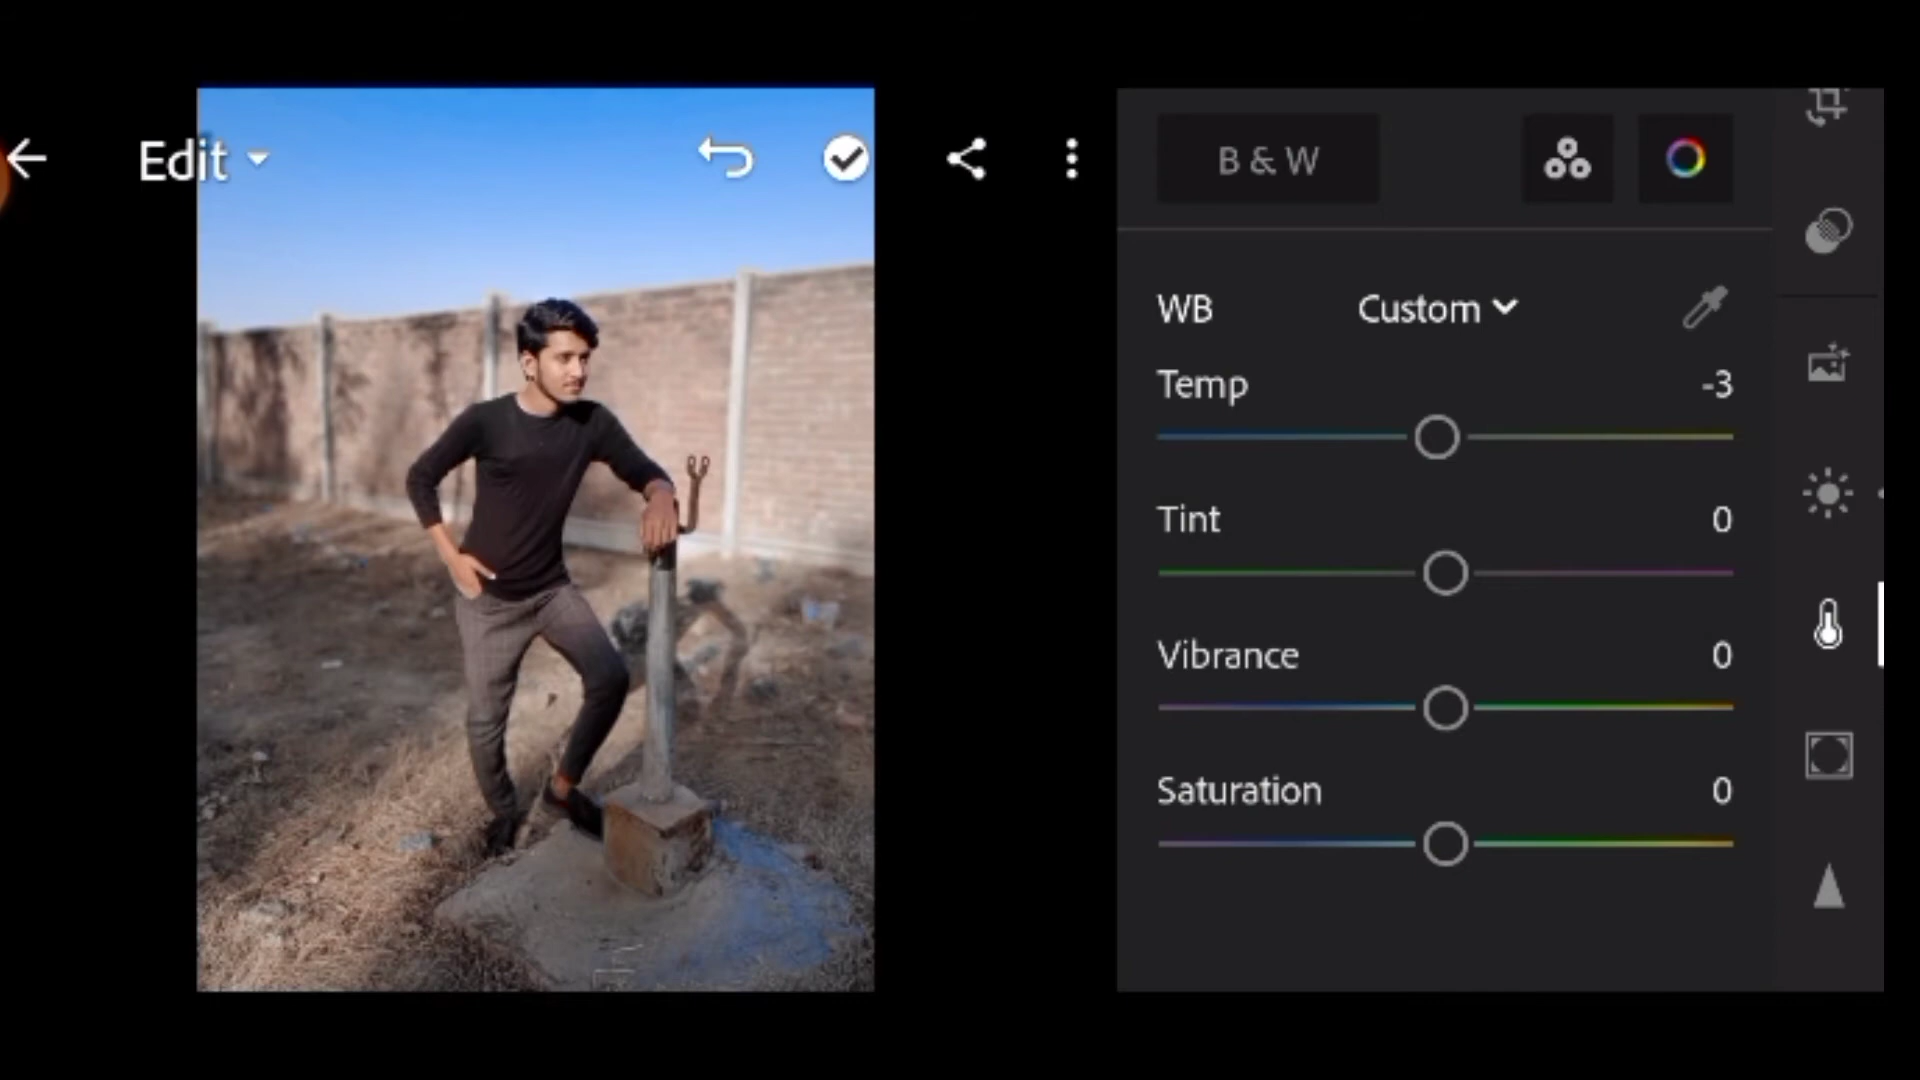 Edit
B & W
WB Custom
Temp -3
Tint 0
Vibrance 0
Saturation 0